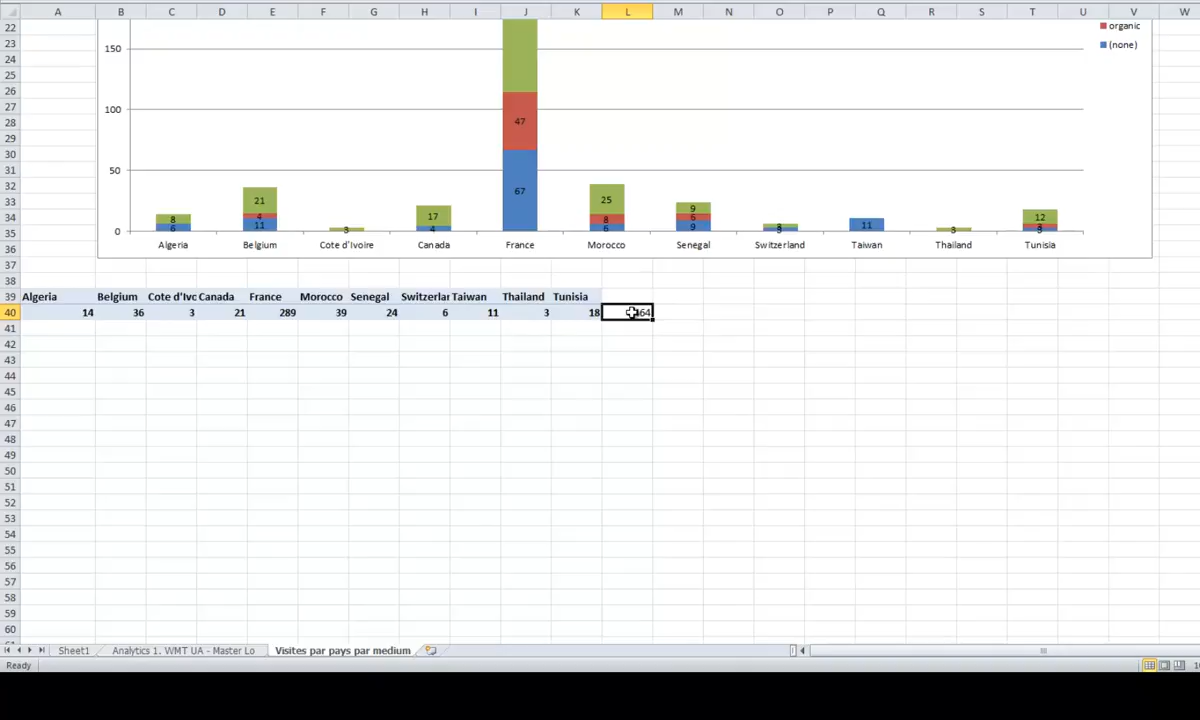 A B C D E F G H I J K L M N O P Q R S T U V W
22 organic
23 150 (none)
24
25
26
27 100
28 47
29
30
31 50
32 67
33 21 25
34 8 4 17 8 9 12
35 0 6 11 3 4 6 9 11 3
36 Algeria Belgium Cote d'Ivoire Canada France Morocco Senegal Switzerland Taiwan Thailand Tunisia
37
38
39 Algeria Belgium Cote d'Ivc Canada France Morocco Senegal Switzerlar Taiwan Thailand Tunisia
40 14 36 3 21 289 39 24 6 11 3 18
41
42
43
44
45
46
47
48
49
50
51
52
53
54
55
56
57
58
59
60
Sheet1 Analytics 1. WMT UA - Master Lo Visites par pays par medium
Ready